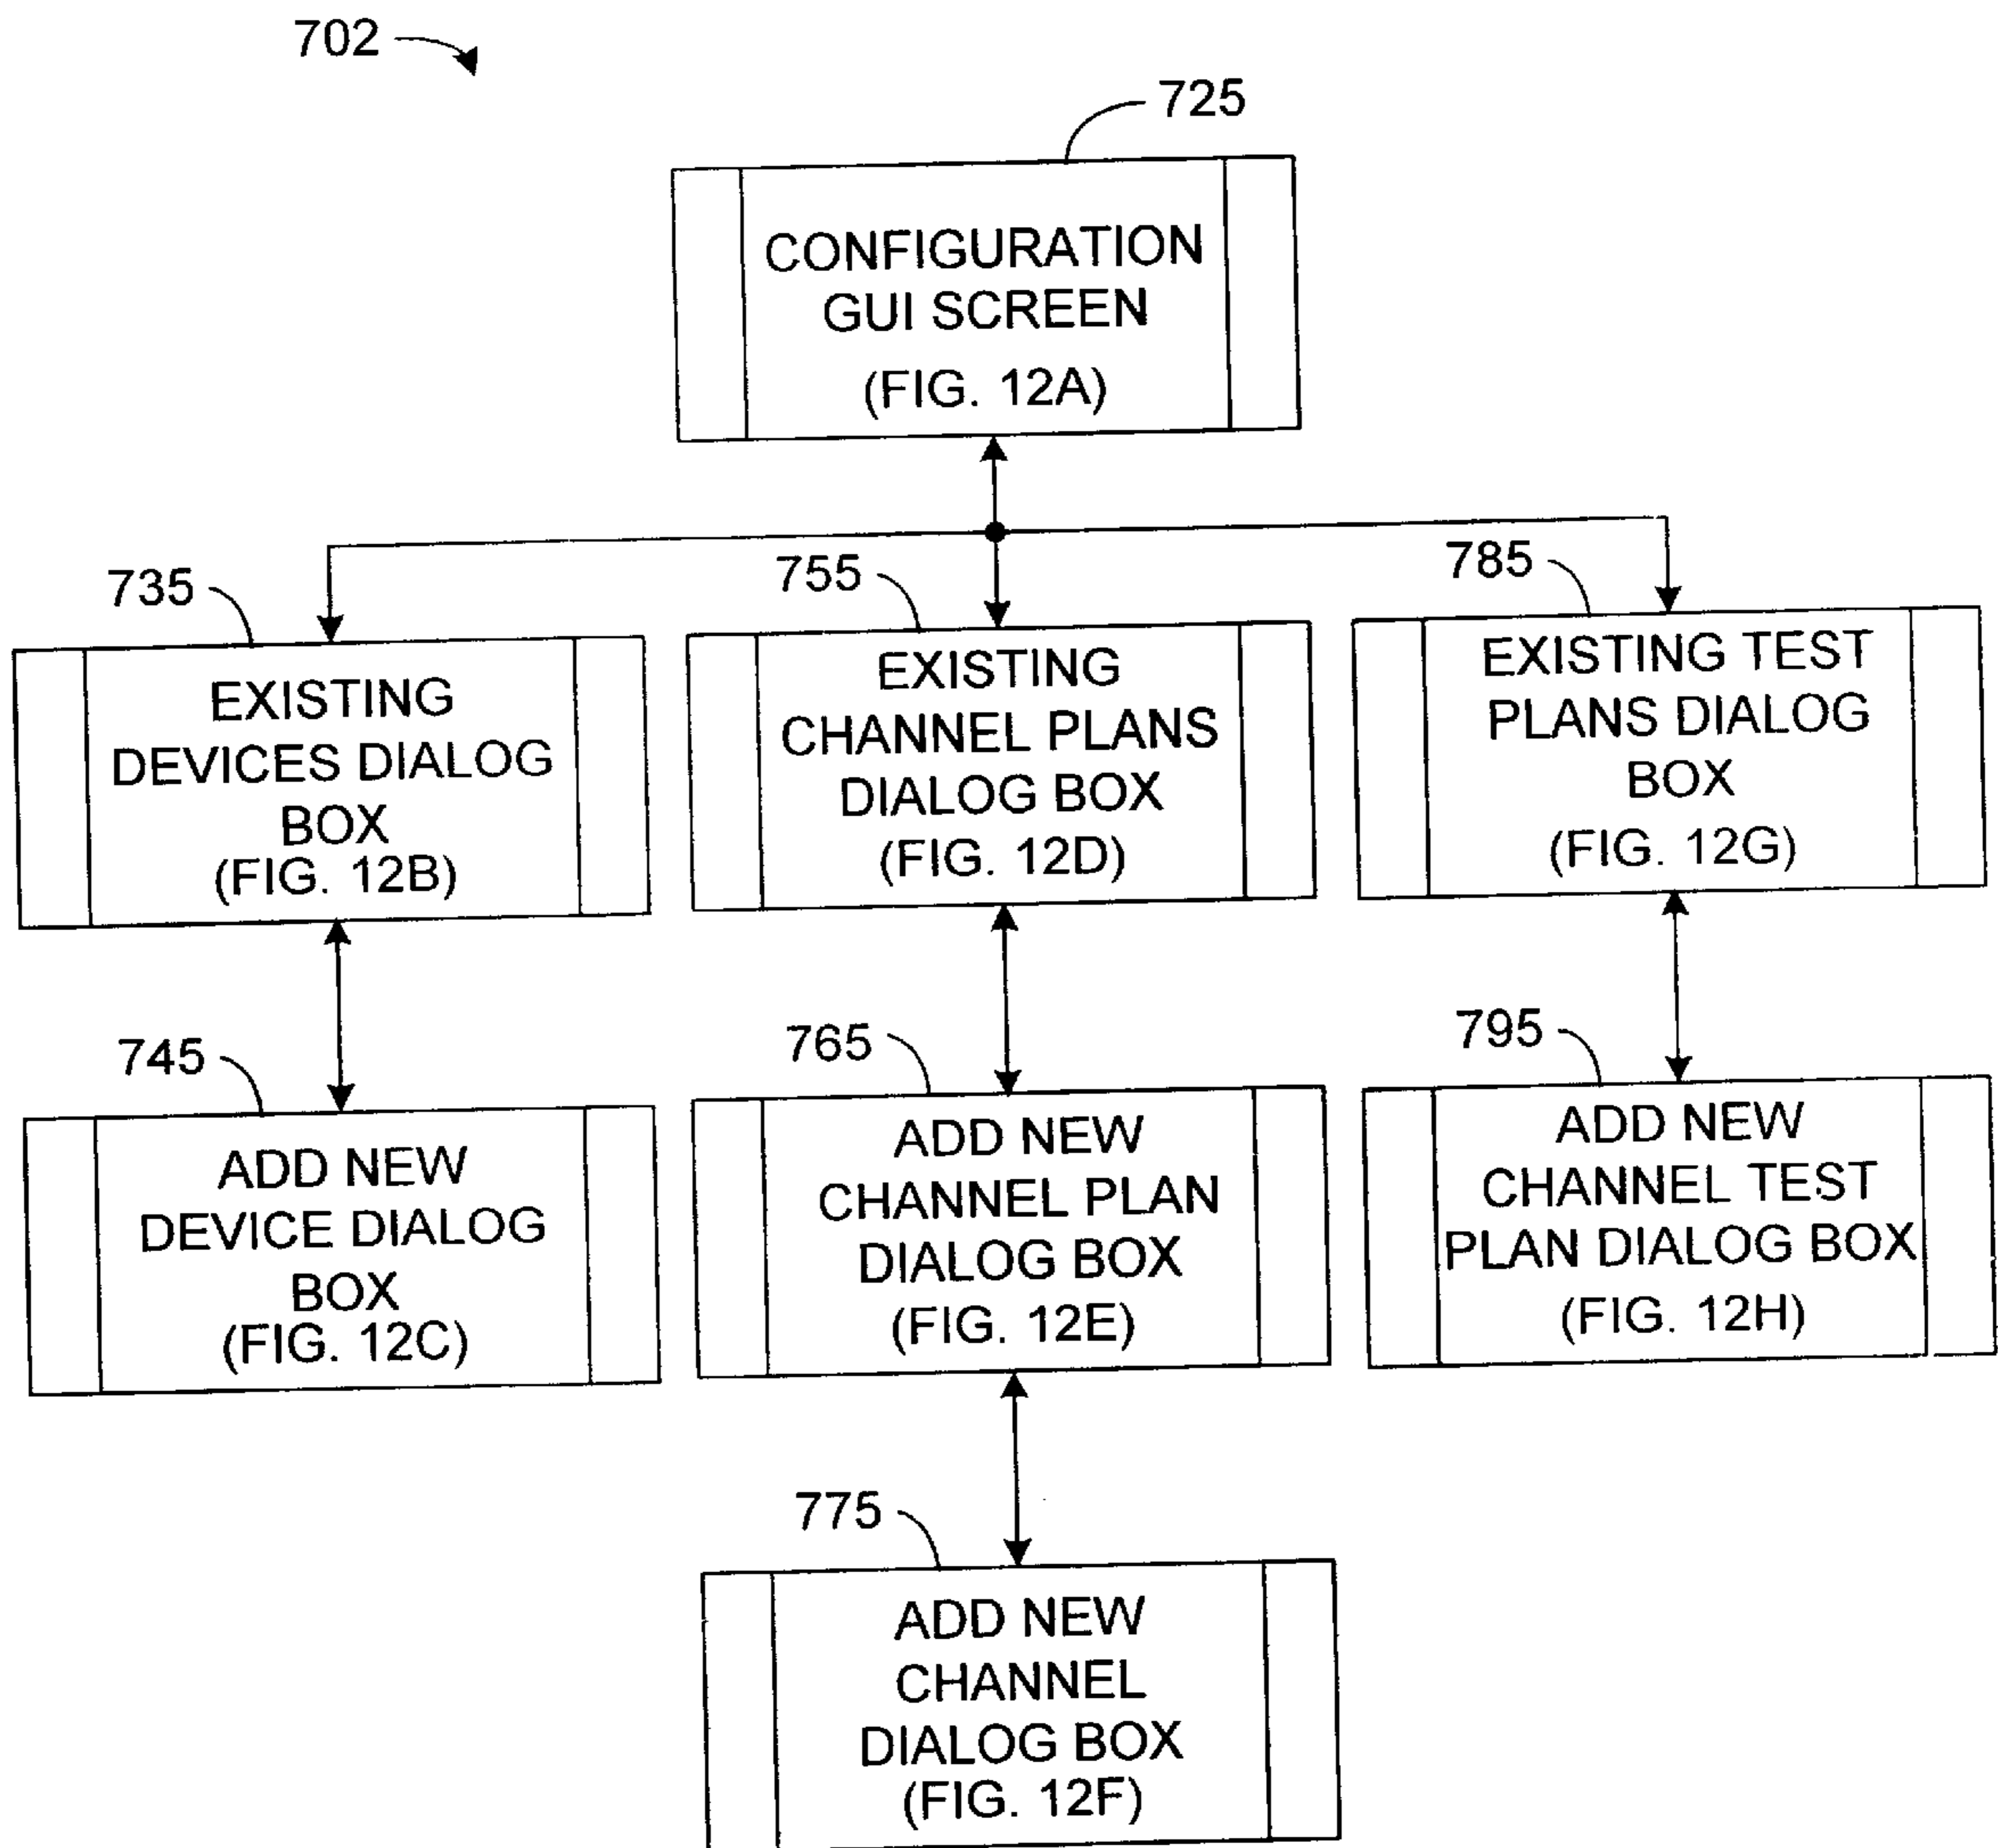 702
725
CONFIGURATION
GUI SCREEN
(FIG. 12A)
735
EXISTING
DEVICES DIALOG
BOX
(FIG. 12B)
755
EXISTING
CHANNEL PLANS
DIALOG BOX
(FIG. 12D)
785
EXISTING TEST
PLANS DIALOG
BOX
(FIG. 12G)
745
ADD NEW
DEVICE DIALOG
BOX
(FIG. 12C)
765
ADD NEW
CHANNEL PLAN
DIALOG BOX
(FIG. 12E)
795
ADD NEW
CHANNEL TEST
PLAN DIALOG BOX
(FIG. 12H)
775
ADD NEW
CHANNEL
DIALOG BOX
(FIG. 12F)